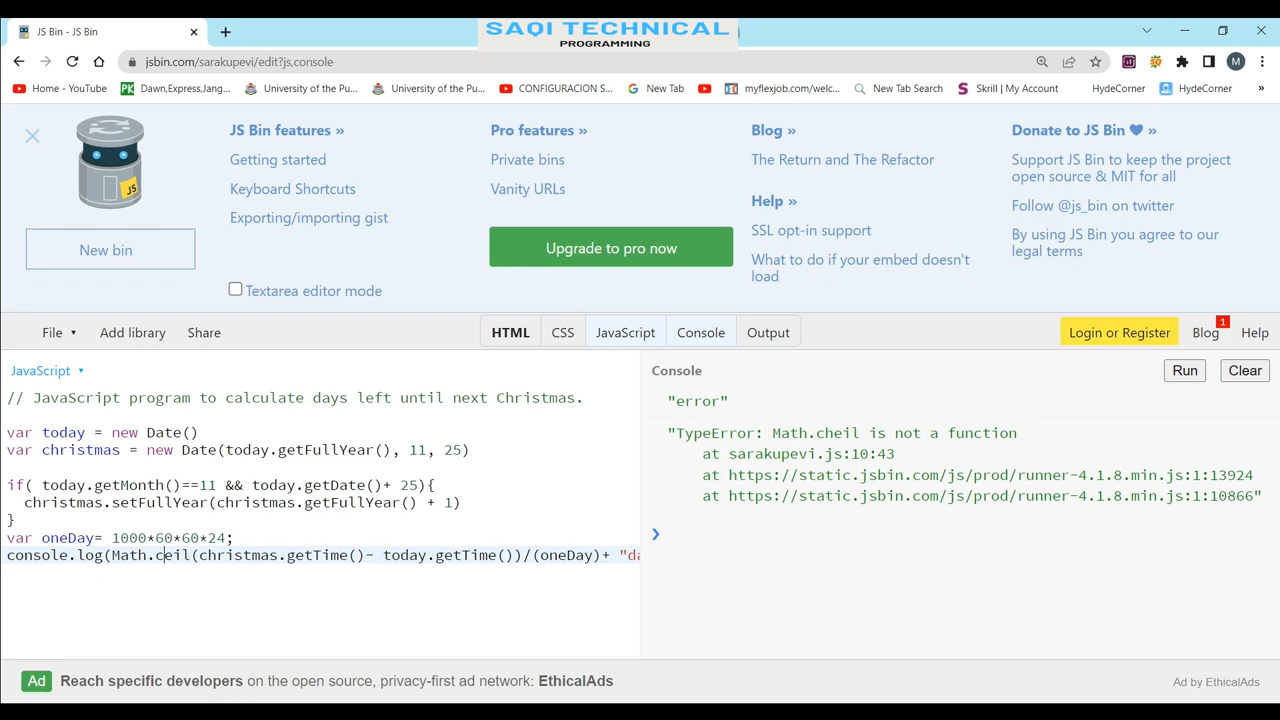 JS Bin - JS Bin
SAQI TECHNICAL
PROGRAMMING
jsbin.com/sarakupevi/edit?js,console
M
Home - YouTube
PK
Dawn,Express,Jang...
University of the Pu...
University of the Pu...
CONFIGURACION S...
New Tab
myflexjob.com/welc...
New Tab Search
Skrill | My Account
HydeCorner
HydeCorner
»
JS
New bin
JS Bin features »
Getting started
Keyboard Shortcuts
Exporting/importing gist
Textarea editor mode
Pro features »
Private bins
Vanity URLs
Upgrade to pro now
Blog »
The Return and The Refactor
Help »
SSL opt-in support
What to do if your embed doesn't
load
Donate to JS Bin ♥ »
Support JS Bin to keep the project
open source & MIT for all
Follow @js_bin on twitter
By using JS Bin you agree to our
legal terms
File
Add library
Share
HTML
CSS
JavaScript
Console
Output
Login or Register
Blog
1
Help
JavaScript
// JavaScript program to calculate days left until next Christmas.
var today = new Date()
var christmas = new Date(today.getFullYear(), 11, 25)
if( today.getMonth()==11 && today.getDate()+ 25){
christmas.setFullYear(christmas.getFullYear() + 1)
}
var oneDay= 1000*60*60*24;
console.log(Math.ceil(christmas.getTime()- today.getTime())/(oneDay)+ "da
Console
Run
Clear
"error"
"TypeError: Math.cheil is not a function
at sarakupevi.js:10:43
at https://static.jsbin.com/js/prod/runner-4.1.8.min.js:1:13924
at https://static.jsbin.com/js/prod/runner-4.1.8.min.js:1:10866"
Ad
Reach specific developers on the open source, privacy-first ad network: EthicalAds
Ad by EthicalAds